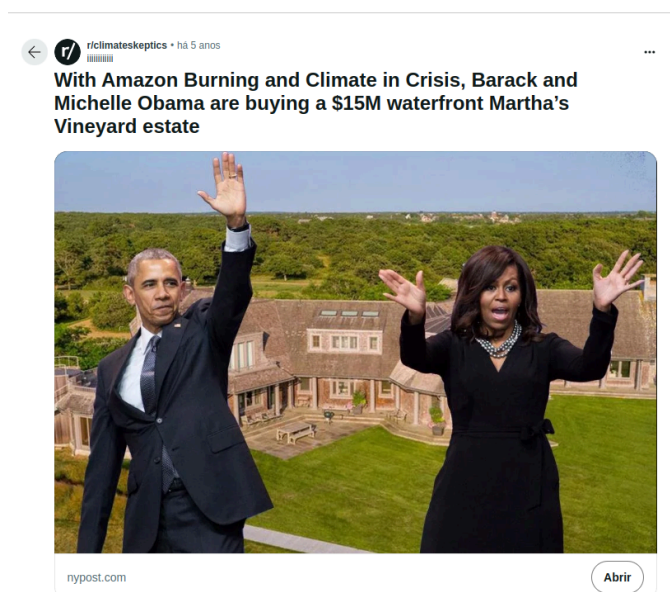 r/
r/climateskeptics • há 5 anos
iiiiiiiiiiii
With Amazon Burning and Climate in Crisis, Barack and
Michelle Obama are buying a $15M waterfront Martha’s
Vineyard estate
nypost.com
Abrir